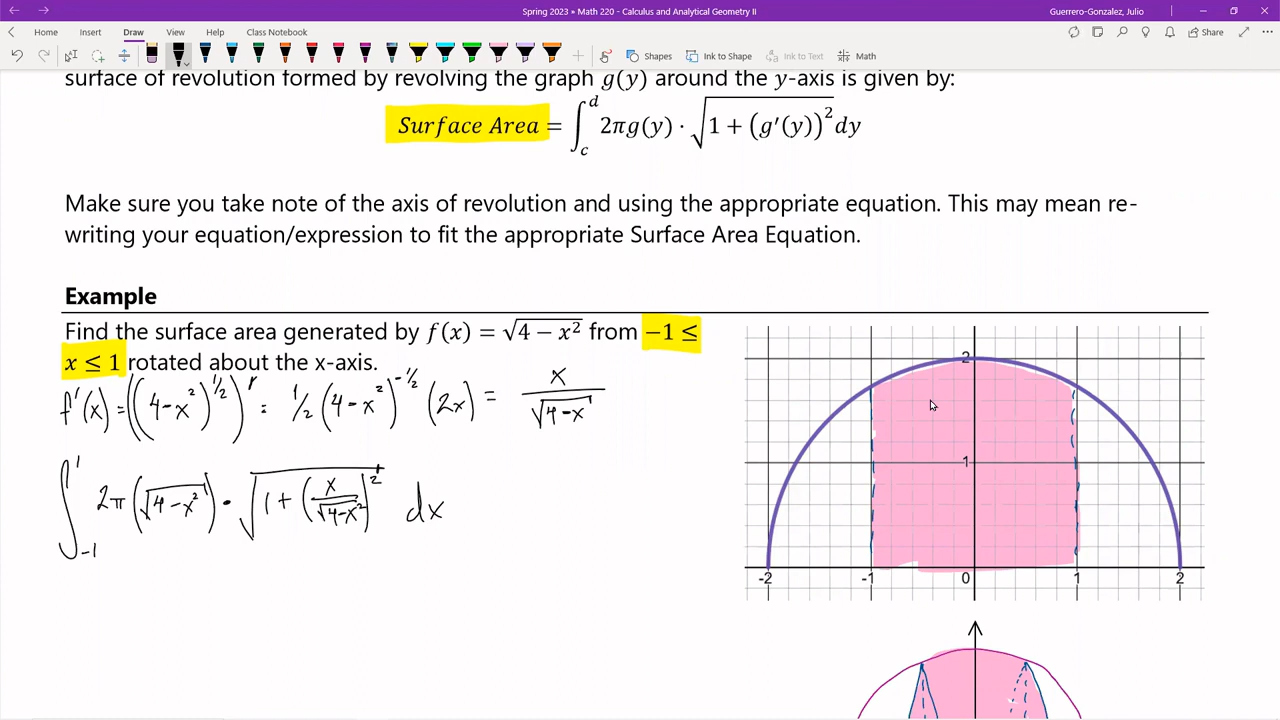 Spring 2023 » Math 220 - Calculus and Analytical Geometry II
Guerrero-Gonzalez, Julio
Home Insert Draw View Help Class Notebook
Share
Shapes Ink to Shape Ink to Text Math
surface of revolution formed by revolving the graph g(y) around the y-axis is given by:
Surface Area = ∫_c^d 2πg(y) · √(1 + (g′(y))²) dy
Make sure you take note of the axis of revolution and using the appropriate equation. This may mean re-
writing your equation/expression to fit the appropriate Surface Area Equation.
Example
Find the surface area generated by f(x) = √(4 − x²) from −1 ≤
x ≤ 1 rotated about the x-axis.
f'(x) = ((4-x²)^1/2)' = 1/2 (4-x²)^-1/2 (2x) = x/√(4-x)
∫_-1^1 2π (√(4-x²)) · √(1 + (x/√(4-x²))²) dx
2
1
-2 -1 0 1 2